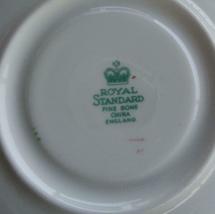 ROYAL
STANDARD
FINE BONE
CHINA
ENGLAND